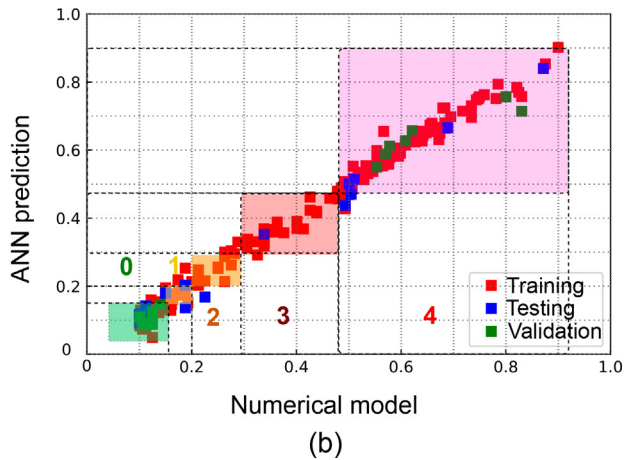 1.0
0.8
0.6
0.4
0.2
0
ANN prediction
0
1
2
3
4
Training
Testing
Validation
0 0.2 0.4 0.6 0.8 1.0
Numerical model
(b)